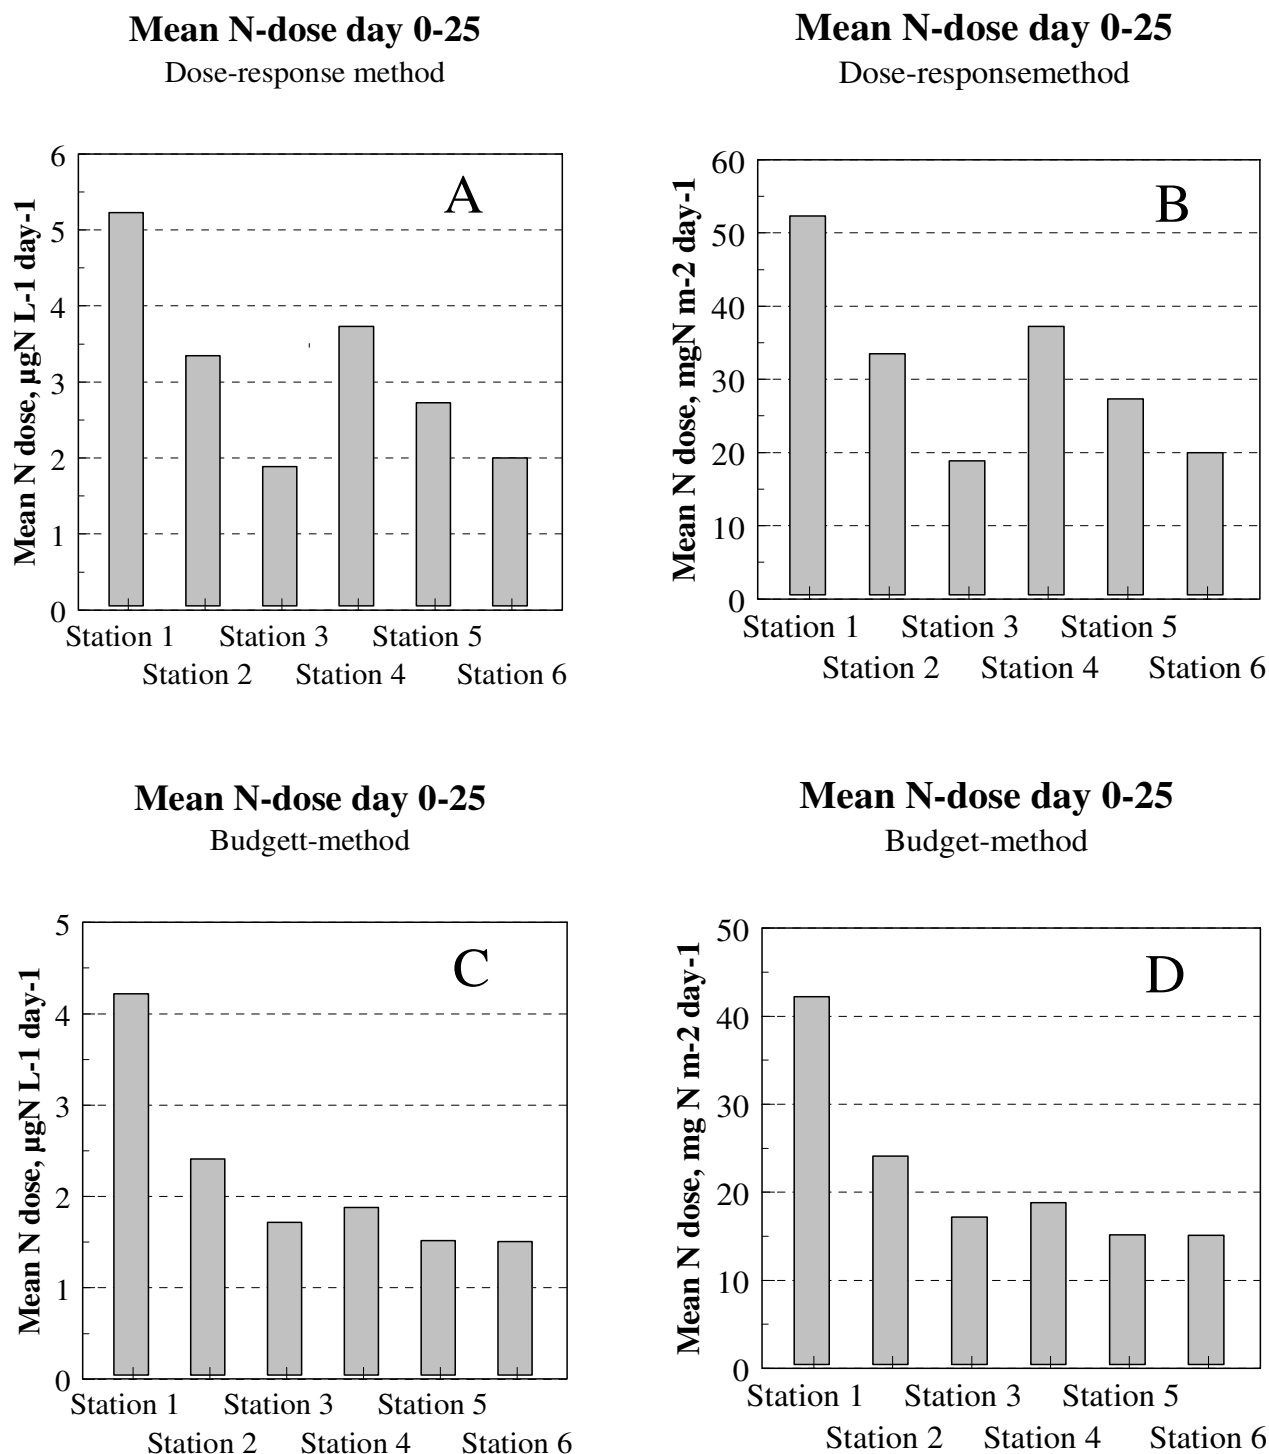 Mean N-dose day 0-25
Dose-response method
A
Mean N dose, µgN L-1 day-1
6
5
4
3
2
1
0
Station 1 Station 3 Station 5
Station 2 Station 4 Station 6
Mean N-dose day 0-25
Dose-responsemethod
B
Mean N dose, mgN m-2 day-1
60
50
40
30
20
10
0
Station 1 Station 3 Station 5
Station 2 Station 4 Station 6
Mean N-dose day 0-25
Budgett-method
C
Mean N dose, µgN L-1 day-1
5
4
3
2
1
0
Station 1 Station 3 Station 5
Station 2 Station 4 Station 6
Mean N-dose day 0-25
Budget-method
D
Mean N dose, mg N m-2 day-1
50
40
30
20
10
0
Station 1 Station 3 Station 5
Station 2 Station 4 Station 6